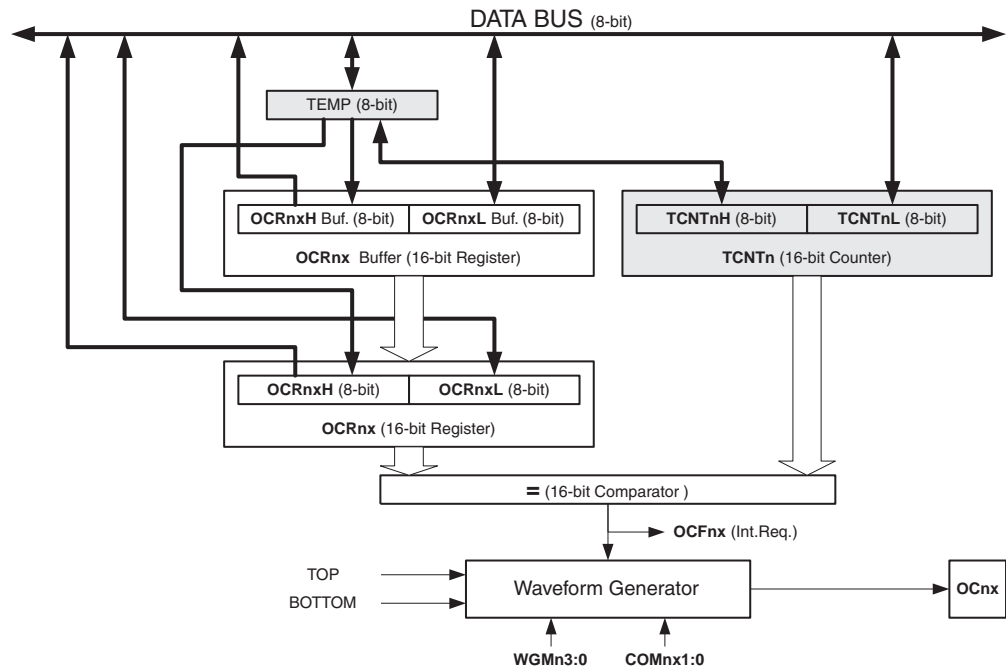 DATA BUS (8-bit)
TEMP (8-bit)
OCRnxH Buf. (8-bit)
OCRnxL Buf. (8-bit)
OCRnx Buffer (16-bit Register)
TCNTnH (8-bit)
TCNTnL (8-bit)
TCNTn (16-bit Counter)
OCRnxH (8-bit)
OCRnxL (8-bit)
OCRnx (16-bit Register)
= (16-bit Comparator )
OCFnx (Int.Req.)
TOP
BOTTOM
Waveform Generator
OCnx
WGMn3:0
COMnx1:0